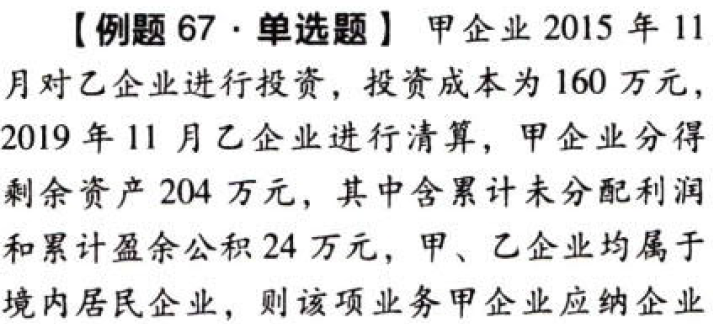 【例题 67·单选题】 甲企业 2015 年 11
月对乙企业进行投资，投资成本为 160 万元，
2019 年 11 月乙企业进行清算，甲企业分得
剩余资产 204 万元，其中含累计未分配利润
和累计盈余公积 24 万元，甲、乙企业均属于
境内居民企业，则该项业务甲企业应纳企业